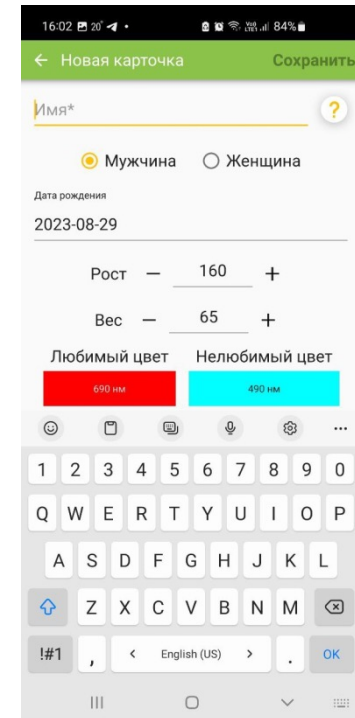 16:02 20° 84%
Новая карточка Сохранить
Имя* ?
Мужчина Женщина
Дата рождения
2023-08-29
Рост — 160 +
Вес — 65 +
Любимый цвет Нелюбимый цвет
690 нм 490 нм
1 2 3 4 5 6 7 8 9 0
Q W E R T Y U I O P
A S D F G H J K L
Z X C V B N M
!#1 , < English (US) > . OK